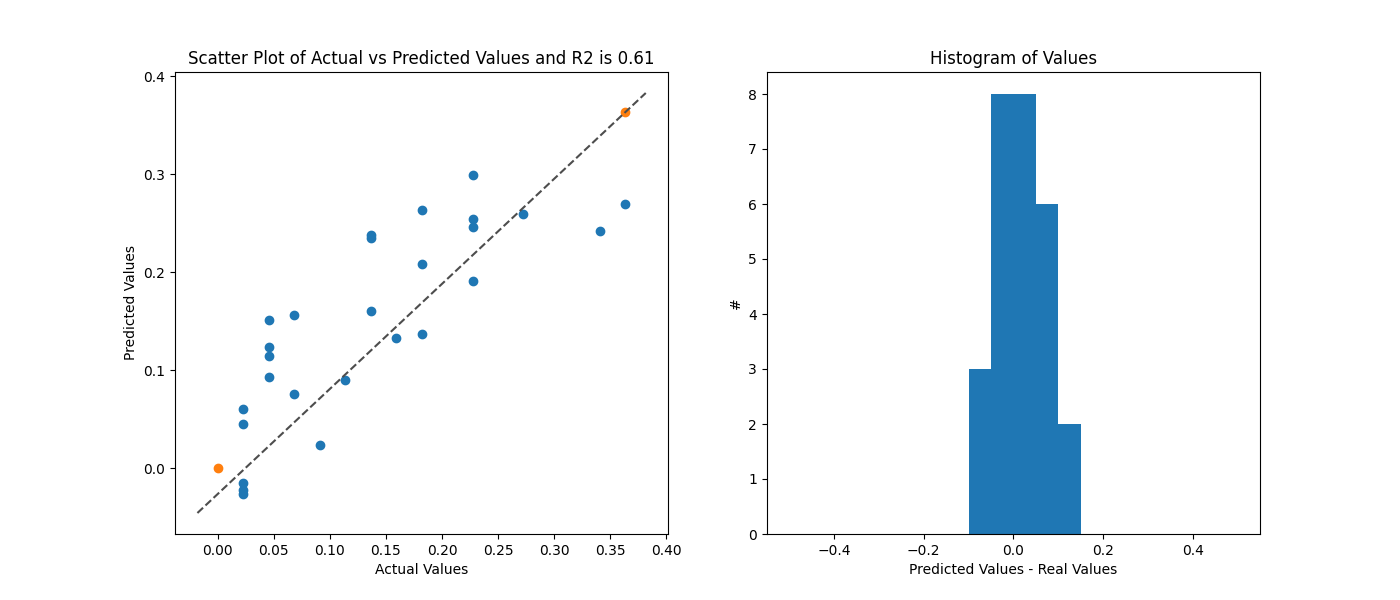 Scatter Plot of Actual vs Predicted Values and R2 is 0.61
0.4
0.3
0.2
0.1
0.0
Predicted Values
0.00 0.05 0.10 0.15 0.20 0.25 0.30 0.35 0.40
Actual Values
Histogram of Values
8
7
6
5
4
3
2
1
0
#
−0.4 −0.2 0.0 0.2 0.4
Predicted Values - Real Values